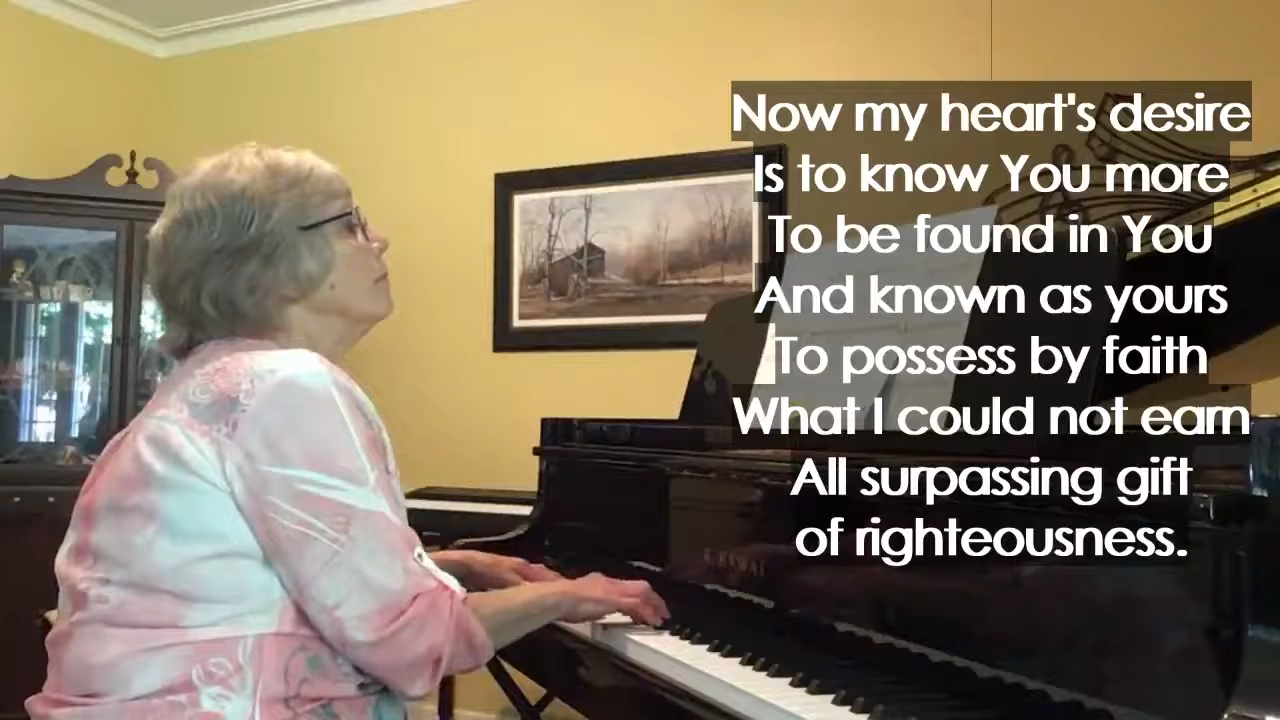 Now my heart's desire
Is to know You more
To be found in You
And known as yours
To possess by faith
What I could not earn
All surpassing gift
of righteousness.
KAWAI